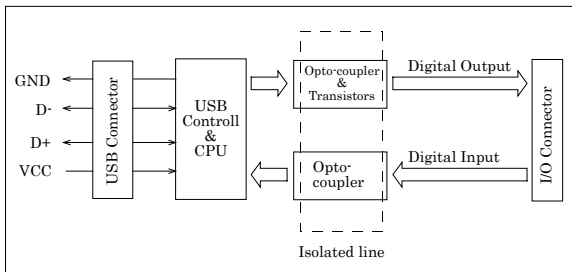 GND
D-
D+
VCC
USB Connector
USB
Controll
&
CPU
Opto-coupler
&
Transistors
Digital Output
Opto-
coupler
Digital Input
I/O Connector
Isolated line